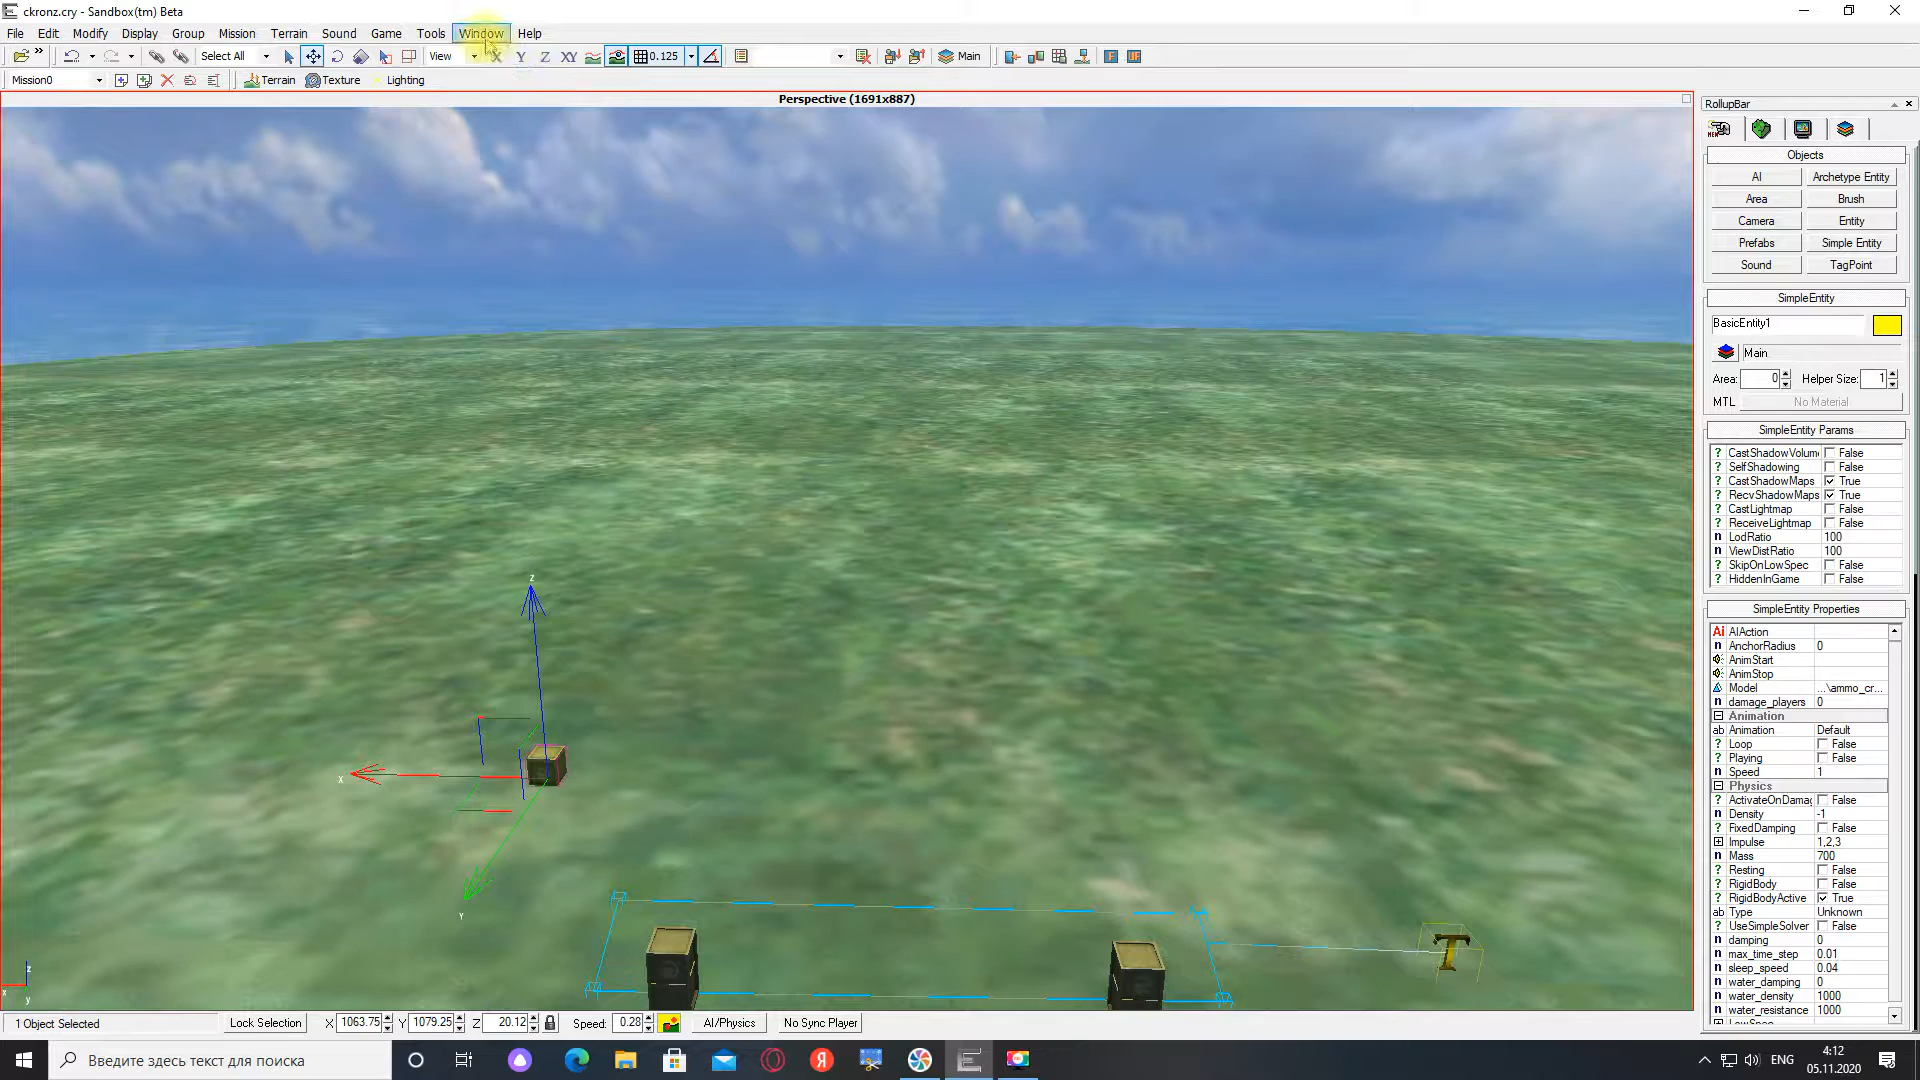 ckronz.cry - Sandbox(tm) Beta
File Edit Modify Display Group Mission Terrain Sound Game Tools Window Help
Select All View X Y Z XY 0.125 Main
Mission0 Terrain Texture Lighting
Perspective (1691x887)
RollupBar
Objects
AI Archetype Entity
Area Brush
Camera Entity
Prefabs Simple Entity
Sound TagPoint
SimpleEntity
BasicEntity1
Main
Area: 0 Helper Size: 1
MTL No Material
SimpleEntity Params
? CastShadowVolum False
? SelfShadowing False
? CastShadowMaps True
? RecvShadowMaps True
? CastLightmap False
? ReceiveLightmap False
n LodRatio 100
n ViewDistRatio 100
? SkipOnLowSpec False
? HiddenInGame False
SimpleEntity Properties
Ai AIAction
n AnchorRadius 0
AnimStart
AnimStop
Model ...\ammo_cr...
n damage_players 0
Animation
ab Animation Default
? Loop False
? Playing False
n Speed 1
Physics
? ActivateOnDamag False
n Density -1
? FixedDamping False
Impulse 1,2,3
n Mass 700
? Resting False
? RigidBody False
? RigidBodyActive True
ab Type Unknown
? UseSimpleSolver False
n damping 0
n max_time_step 0.01
n sleep_speed 0.04
n water_damping 0
n water_density 1000
n water_resistance 1000
z
x
Y
z
x
y
1 Object Selected Lock Selection X 1063.75 Y 1079.25 Z 20.12 Speed: 0.28 AI/Physics No Sync Player
Введите здесь текст для поиска
ENG 4:12
05.11.2020